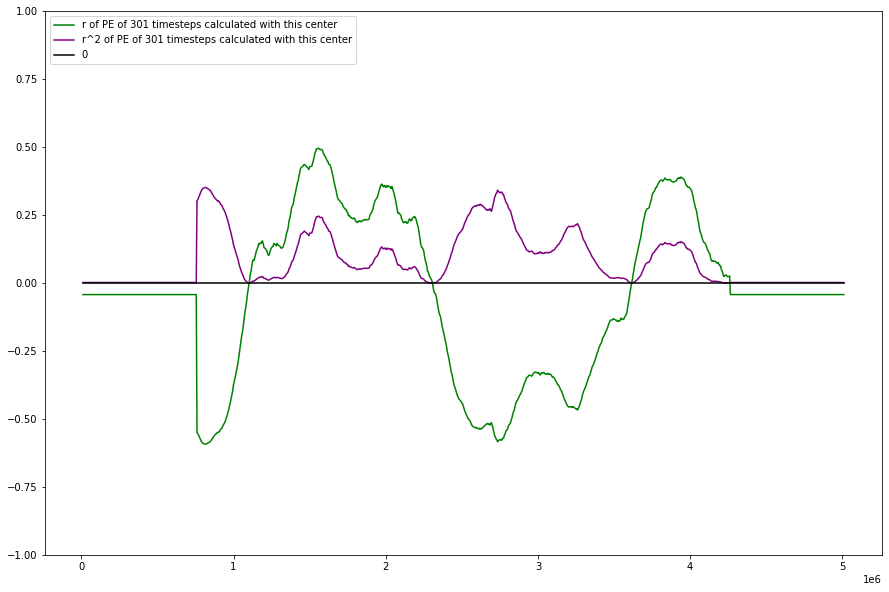 r of PE of 301 timesteps calculated with this center
r^2 of PE of 301 timesteps calculated with this center
0
1.00
0.75
0.50
0.25
0.00
−0.25
−0.50
−0.75
−1.00
0 1 2 3 4 5
1e6